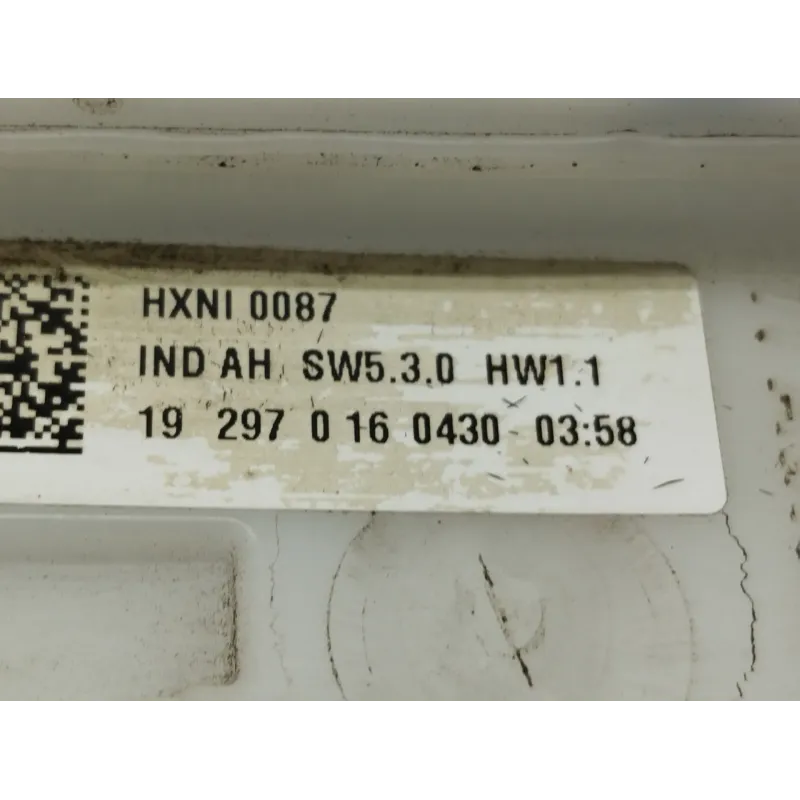 HXNI 0087
IND AH SW5.3.0 HW1.1
19 297 0 16 0430 03:58